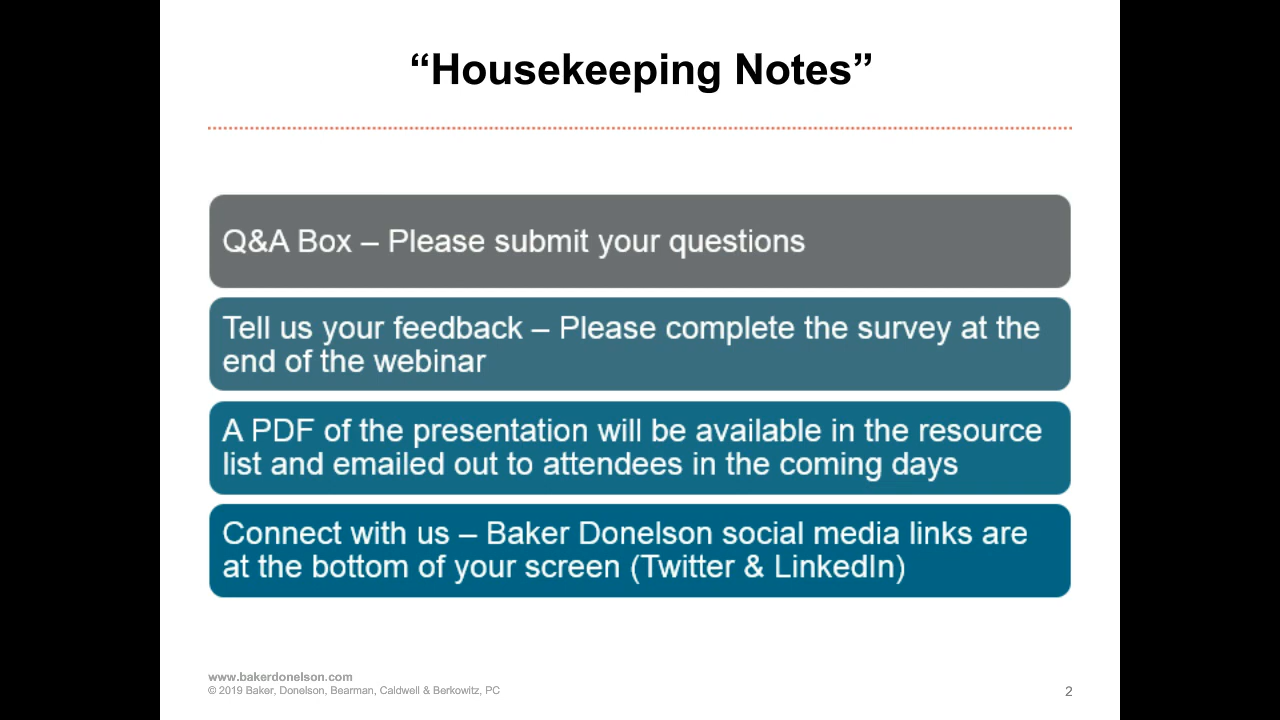 “Housekeeping Notes”
Q&A Box – Please submit your questions
Tell us your feedback – Please complete the survey at the
end of the webinar
A PDF of the presentation will be available in the resource
list and emailed out to attendees in the coming days
Connect with us – Baker Donelson social media links are
at the bottom of your screen (Twitter & LinkedIn)
www.bakerdonelson.com
© 2019 Baker, Donelson, Bearman, Caldwell & Berkowitz, PC
2